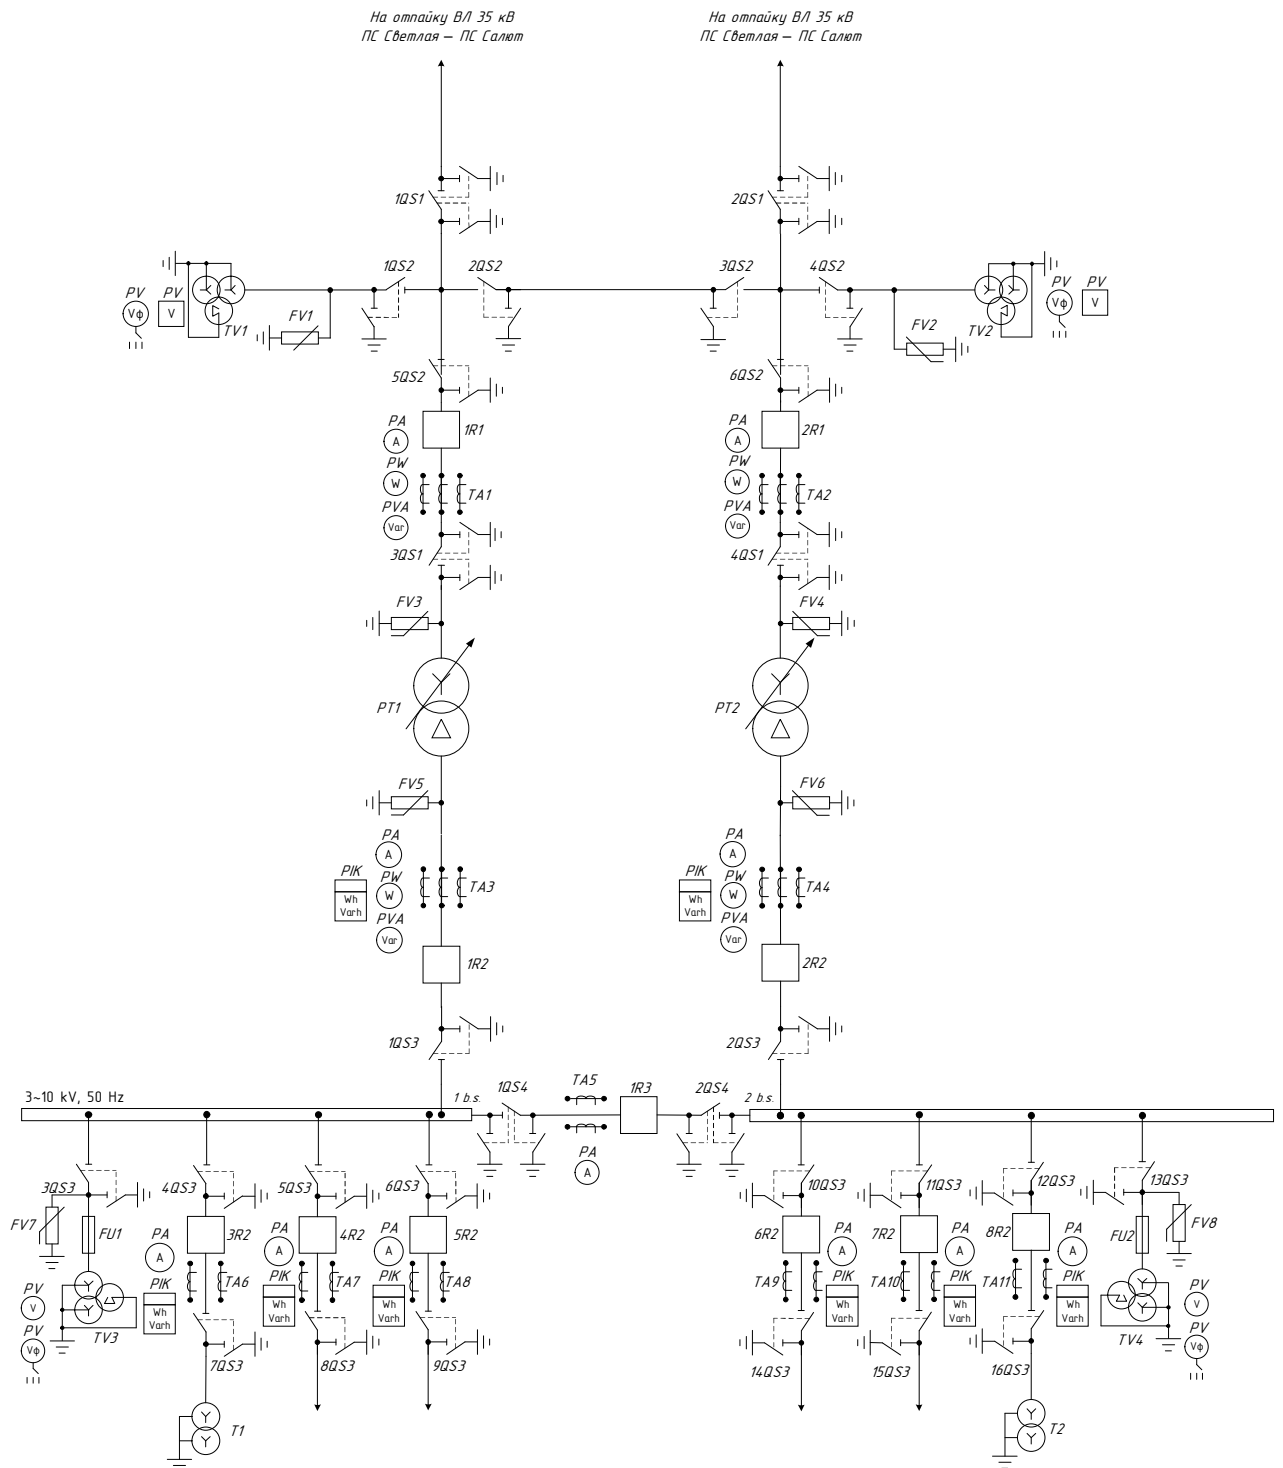 На отпайку ВЛ 35 кВ
ПС Светлая — ПС Салют
На отпайку ВЛ 35 кВ
ПС Светлая — ПС Салют
1QS1
2QS1
PV
PV
Vф
V
TV1
1QS2
2QS2
FV1
3QS2
4QS2
FV2
TV2
PV
PV
Vф
V
5QS2
6QS2
PA
A
1R1
PW
W
TA1
PVA
Var
3QS1
PA
A
2R1
PW
W
TA2
PVA
Var
4QS1
FV3
FV4
PT1
PT2
FV5
FV6
PA
A
PIK
Wh
Varh
PW
W
TA3
PVA
Var
1R2
PA
A
PIK
Wh
Varh
PW
W
TA4
PVA
Var
2R2
1QS3
2QS3
3~10 kV, 50 Hz
1 b.s.
1QS4
TA5
1R3
2QS4
2 b.s.
PA
A
3QS3
4QS3
5QS3
6QS3
10QS3
11QS3
12QS3
13QS3
FV7
FU1
PA
A
3R2
PA
A
4R2
PA
A
5R2
6R2
PA
A
7R2
PA
A
8R2
PA
A
FU2
FV8
PV
V
PV
Vф
TV3
PIK
Wh
Varh
TA6
PIK
Wh
Varh
TA7
PIK
Wh
Varh
TA8
TA9
PIK
Wh
Varh
TA10
PIK
Wh
Varh
TA11
PIK
Wh
Varh
TV4
PV
V
PV
Vф
7QS3
8QS3
9QS3
14QS3
15QS3
16QS3
T1
T2